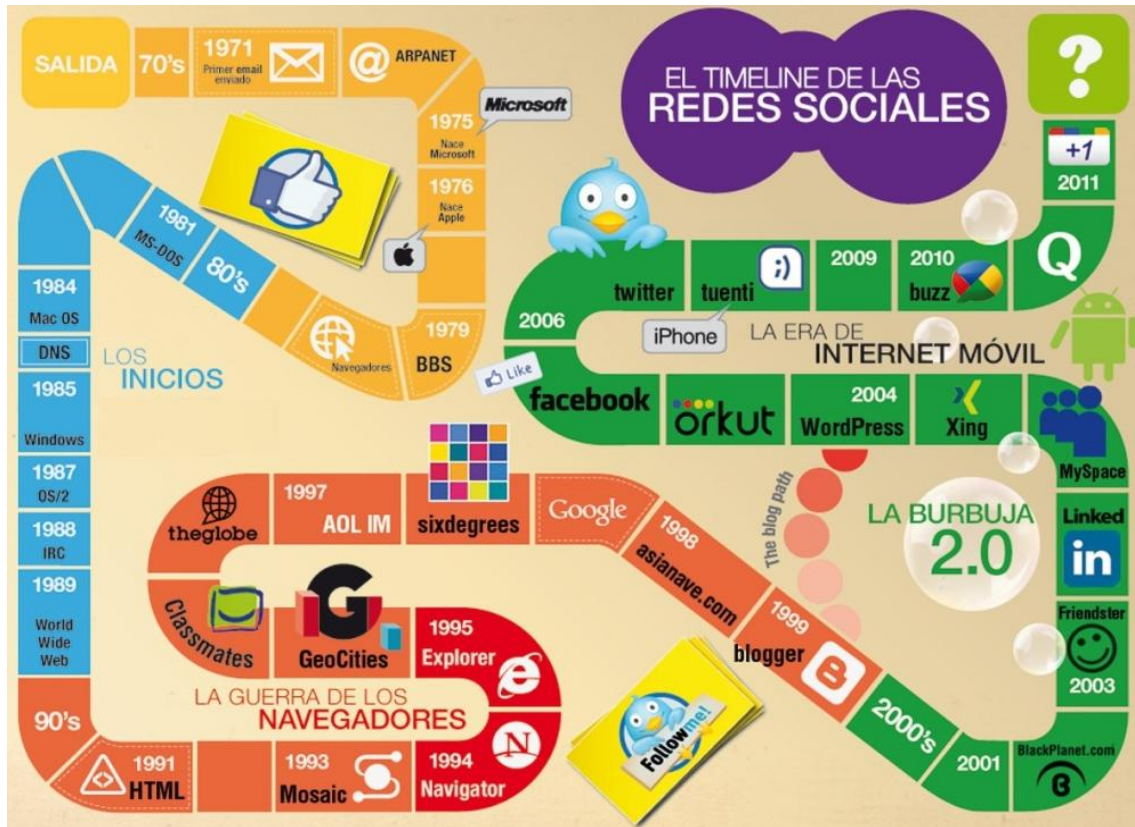 SALIDA
70's
1971
Primer email
enviado
@
ARPANET
Microsoft
1975
Nace
Microsoft
1976
Nace
Apple
1979
BBS
Navegadores
80's
1981
MS-DOS
LOS
INICIOS
1984
Mac OS
DNS
1985
Windows
1987
OS/2
1988
IRC
1989
World
Wide
Web
90's
1991
HTML
1993
Mosaic
1994
Navigator
N
1995
Explorer
e
LA GUERRA DE LOS
NAVEGADORES
G
GeoCities
Classmates
theglobe
1997
AOL IM
sixdegrees
Google
1998
asianave.com
1999
blogger
B
The blog path
Follow me!
2000's
2001
BlackPlanet.com
2003
Friendster
Linked
in
LA BURBUJA
2.0
MySpace
Xing
2004
WordPress
orkut
facebook
Like
2006
twitter
tuenti
;)
iPhone
LA ERA DE
INTERNET MÓVIL
2009
2010
buzz
Q
2011
+1
?
EL TIMELINE DE LAS
REDES SOCIALES